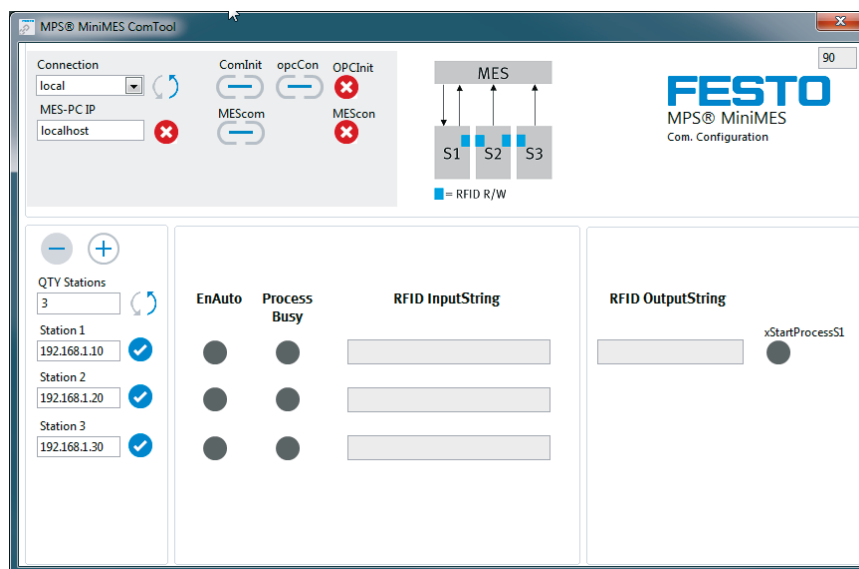 MPS® MiniMES ComTool
90
Connection
ComInit
opcCon
OPCInit
local
MES-PC IP
MEScom
MEScon
localhost
MES
S1
S2
S3
= RFID R/W
FESTO
MPS® MiniMES
Com. Configuration
QTY Stations
3
Station 1
192.168.1.10
Station 2
192.168.1.20
Station 3
192.168.1.30
EnAuto
Process
Busy
RFID InputString
RFID OutputString
xStartProcessS1